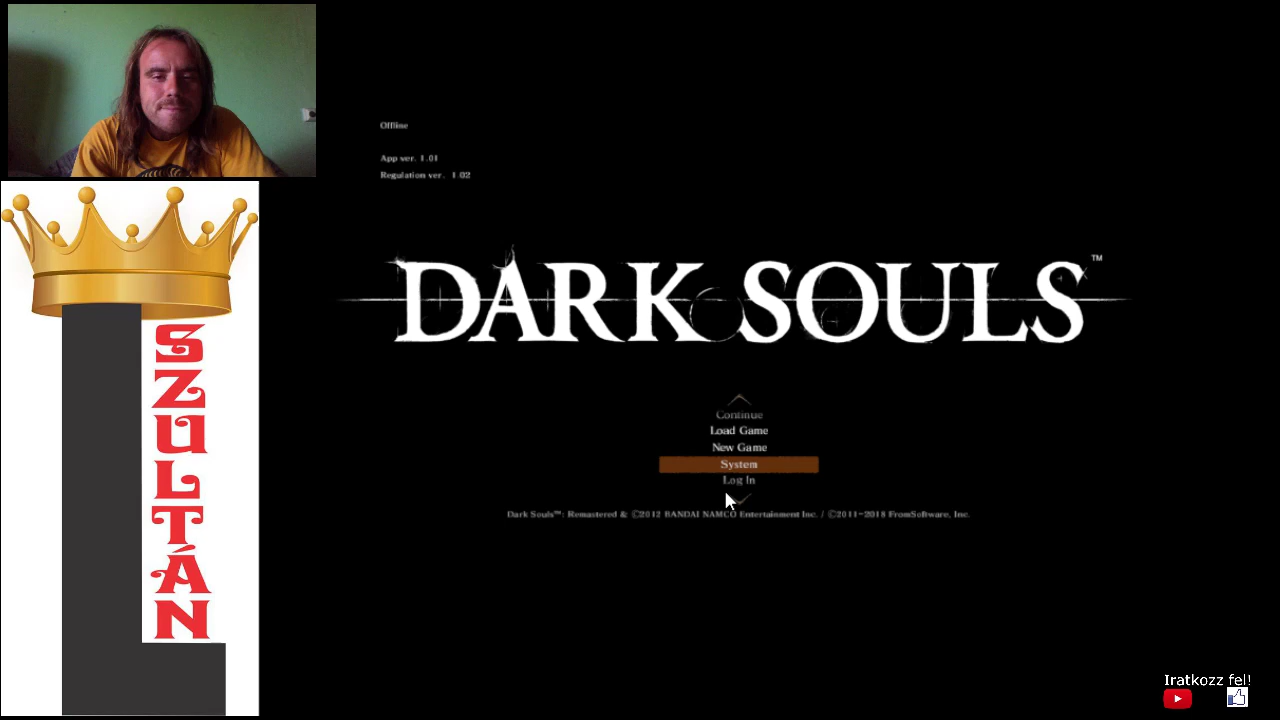 Offline
App ver. 1.01
Regulation ver. 1.02
DARK SOULS™
Continue
Load Game
New Game
System
Log In
Dark Souls™: Remastered & ©2012 BANDAI NAMCO Entertainment Inc. / ©2011-2018 FromSoftware, Inc.
L SZULTÁN
Iratkozz fel!